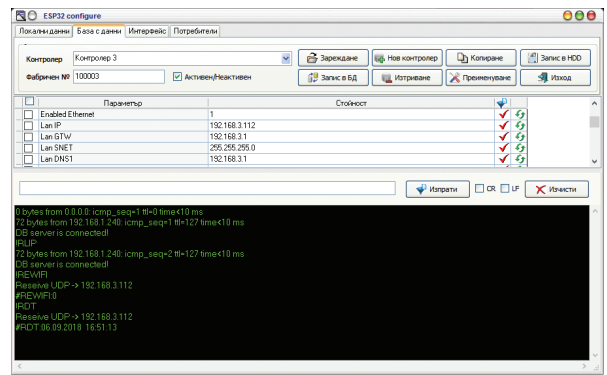 ESP32 configure
Локални данни База с данни Интерфейс Потребители
Контролер Контролер 3 Зареждане Нов контролер Копиране Запис в HDD
Фабричен № 100003 Активен/Неактивен Запис в БД Изтриване Преименуване Изход
Параметър Стойност
Enabled Ethernet 1
Lan IP 192.168.3.112
Lan GTW 192.168.3.1
Lan SNET 255.255.255.0
Lan DNS1 192.168.3.1
Изпрати CR LF Изчисти
0 bytes from 0.0.0.0: icmp_seq=1 ttl=0 time<10 ms
72 bytes from 192.168.1.240: icmp_seq=1 ttl=127 time<10 ms
DB server is connected!
!RLIP
72 bytes from 192.168.1.240: icmp_seq=2 ttl=127 time<10 ms
DB server is connected!
!REWIFI
Reseive UDP -> 192.168.3.112
#REWIFI:0
!RDT
Reseive UDP -> 192.168.3.112
#RDT:06.09.2018 16:51:13